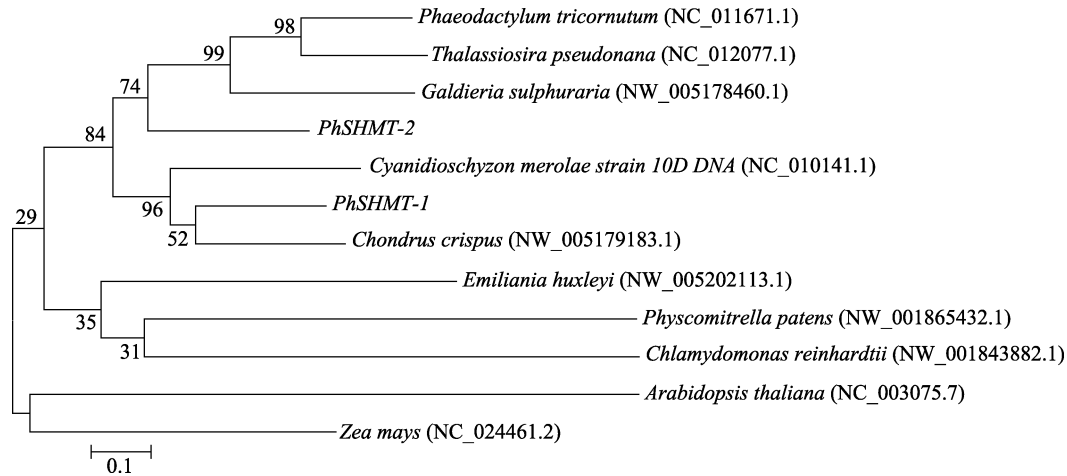 Phaeodactylum tricornutum (NC_011671.1)
98
Thalassiosira pseudonana (NC_012077.1)
99
Galdieria sulphuraria (NW_005178460.1)
74
PhSHMT-2
84
Cyanidioschyzon merolae strain 10D DNA (NC_010141.1)
96
PhSHMT-1
29
52
Chondrus crispus (NW_005179183.1)
Emiliania huxleyi (NW_005202113.1)
35
Physcomitrella patens (NW_001865432.1)
31
Chlamydomonas reinhardtii (NW_001843882.1)
Arabidopsis thaliana (NC_003075.7)
Zea mays (NC_024461.2)
0.1